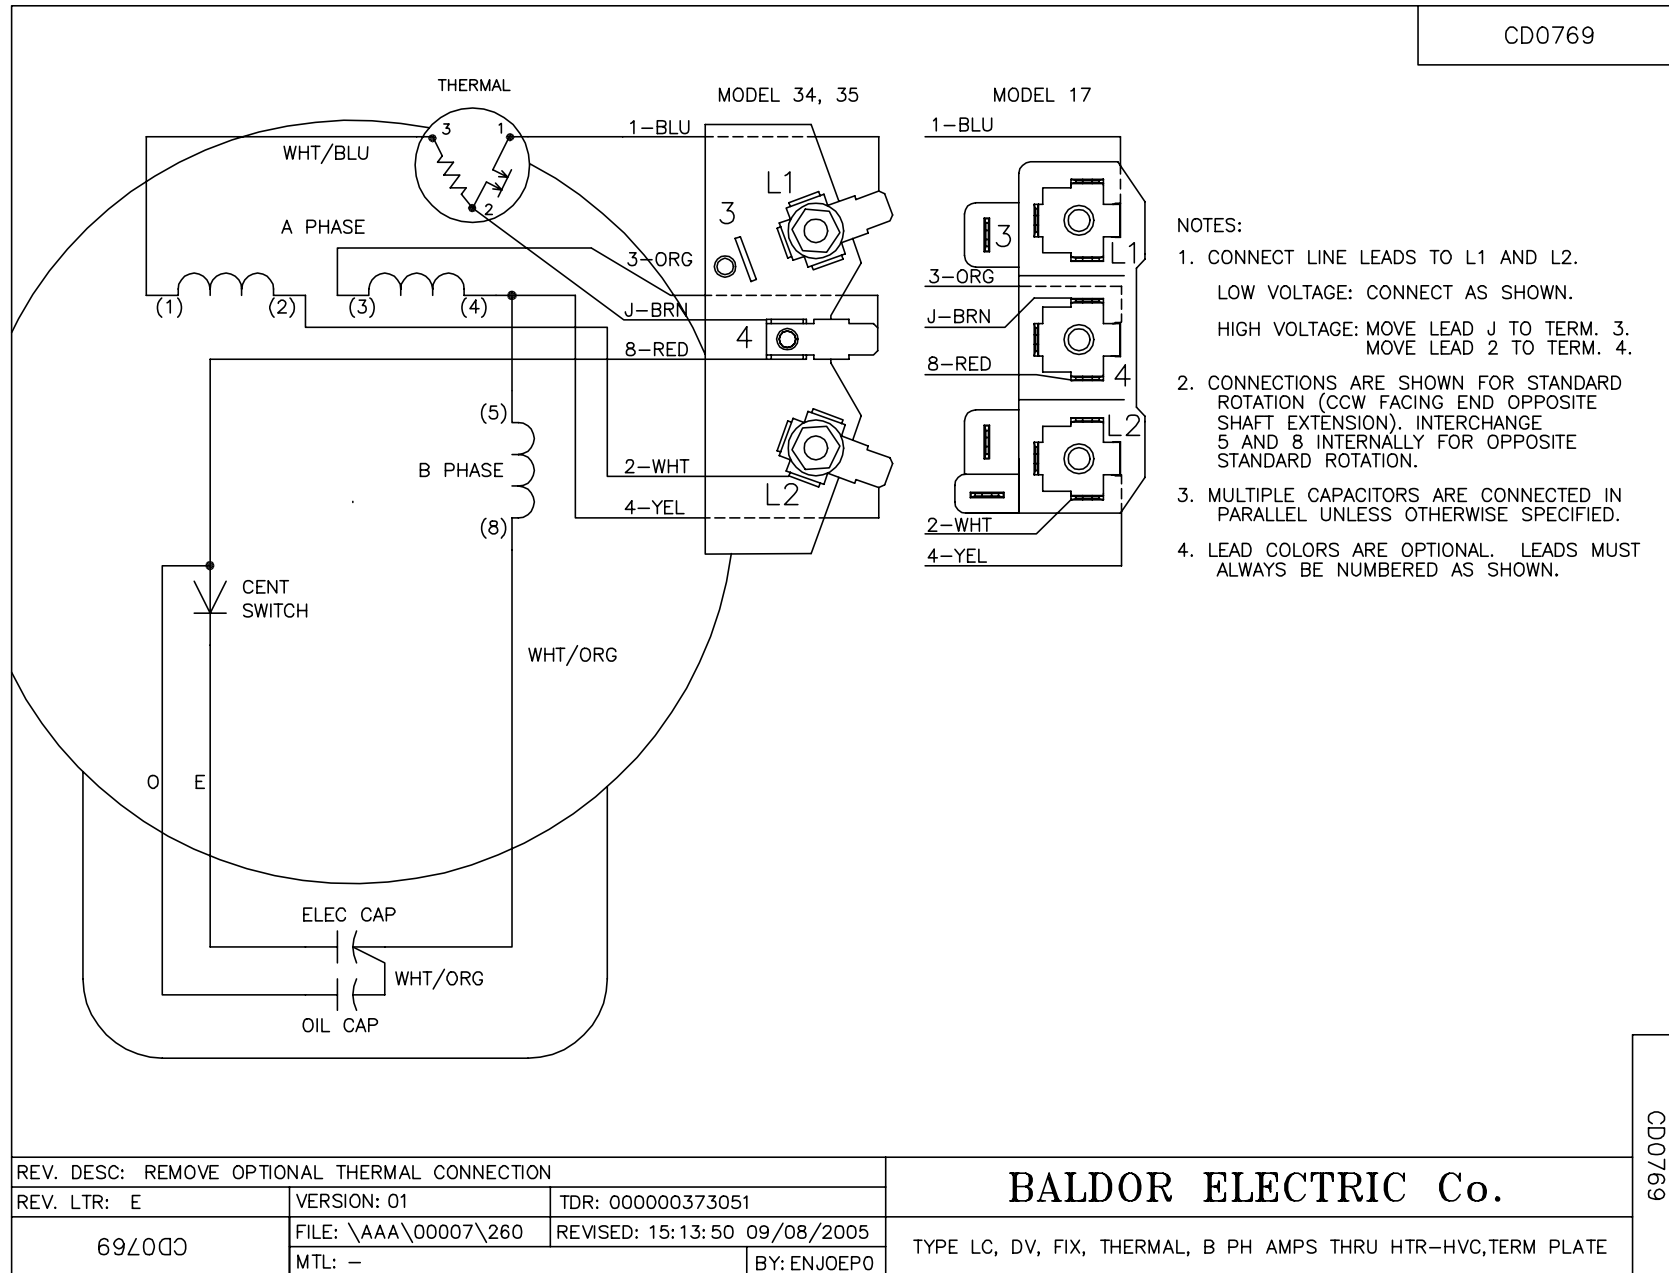 CD0769
THERMAL
MODEL 34, 35
MODEL 17
3
1
2
WHT/BLU
1-BLU
1-BLU
A PHASE
L1
3
3
L1
3-ORG
3-ORG
(1)
(2)
(3)
(4)
J-BRN
J-BRN
4
8-RED
8-RED
4
(5)
B PHASE
L2
2-WHT
L2
4-YEL
(8)
2-WHT
4-YEL
CENT
SWITCH
WHT/ORG
O
E
ELEC CAP
WHT/ORG
OIL CAP
NOTES:
1. CONNECT LINE LEADS TO L1 AND L2.
LOW VOLTAGE: CONNECT AS SHOWN.
HIGH VOLTAGE: MOVE LEAD J TO TERM. 3.
MOVE LEAD 2 TO TERM. 4.
2. CONNECTIONS ARE SHOWN FOR STANDARD
ROTATION (CCW FACING END OPPOSITE
SHAFT EXTENSION). INTERCHANGE
5 AND 8 INTERNALLY FOR OPPOSITE
STANDARD ROTATION.
3. MULTIPLE CAPACITORS ARE CONNECTED IN
PARALLEL UNLESS OTHERWISE SPECIFIED.
4. LEAD COLORS ARE OPTIONAL. LEADS MUST
ALWAYS BE NUMBERED AS SHOWN.
CD0769
REV. DESC: REMOVE OPTIONAL THERMAL CONNECTION
REV. LTR: E
VERSION: 01
TDR: 000000373051
CD0769
FILE: \AAA\00007\260
REVISED: 15:13:50 09/08/2005
MTL: -
BY: ENJOEPO
BALDOR ELECTRIC Co.
TYPE LC, DV, FIX, THERMAL, B PH AMPS THRU HTR-HVC,TERM PLATE